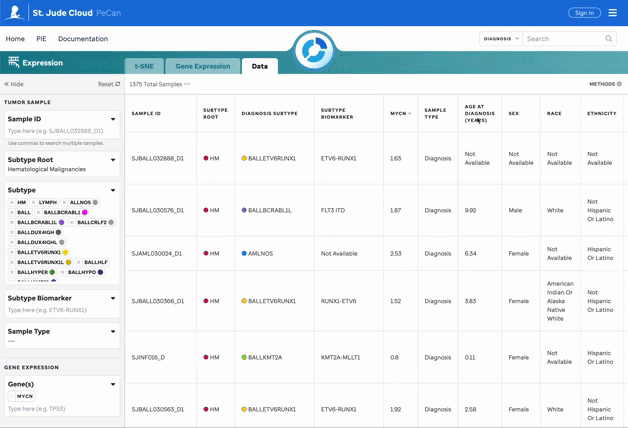 St. Jude Cloud PeCan
Sign In
Home PIE Documentation
DIAGNOSIS Search
Expression
t-SNE Gene Expression Data
Hide Reset
1375 Total Samples
METHODS
TUMOR SAMPLE
Sample ID
Type here (e.g. SJBALL032888_D1)
Use commas to search multiple samples.
Subtype Root
Hematological Malignancies
Subtype
HM LYMPH ALLNOS
BALL BALLBCRABL1
BALLBCRABL1L BALLCRLF2
BALLDUX4IGH
BALLDUX4IGHL
BALLETV6RUNX1
BALLETV6RUNX1L BALLHLF
BALLHYPER BALLHYPO
Subtype Biomarker
Type here (e.g. ETV6-RUNX1)
Sample Type
---
GENE EXPRESSION
Gene(s)
MYCN
Type here (e.g. TP53)
SAMPLE ID
SUBTYPE
ROOT
DIAGNOSIS SUBTYPE
SUBTYPE
BIOMARKER
MYCN
SAMPLE
TYPE
AGE AT
DIAGNOSIS
(YEARS)
SEX
RACE
ETHNICITY
SJBALL032888_D1 HM BALLETV6RUNX1 ETV6-RUNX1 1.63 Diagnosis
Not
Available
Not
Available
Not
Available
Not
Available
SJBALL030576_D1 HM BALLBCRABL1L FLT3 ITD 1.87 Diagnosis 9.92 Male White
Not
Hispanic
Or Latino
SJAML030024_D1 HM AMLNOS Not Available 2.53 Diagnosis 6.34 Female
Not
Available
Hispanic
Or Latino
SJBALL030366_D1 HM BALLETV6RUNX1 RUNX1-ETV6 1.52 Diagnosis 3.83 Female
American
Indian Or
Alaska
Native
White
Not
Hispanic
Or Latino
SJINF016_D HM BALLKMT2A KMT2A-MLLT1 0.8 Diagnosis 0.11 Female
Not
Available
Hispanic
Or Latino
SJBALL030563_D1 HM BALLETV6RUNX1 ETV6-RUNX1 1.92 Diagnosis 2.58 Female White
Not
Hispanic
Or Latino